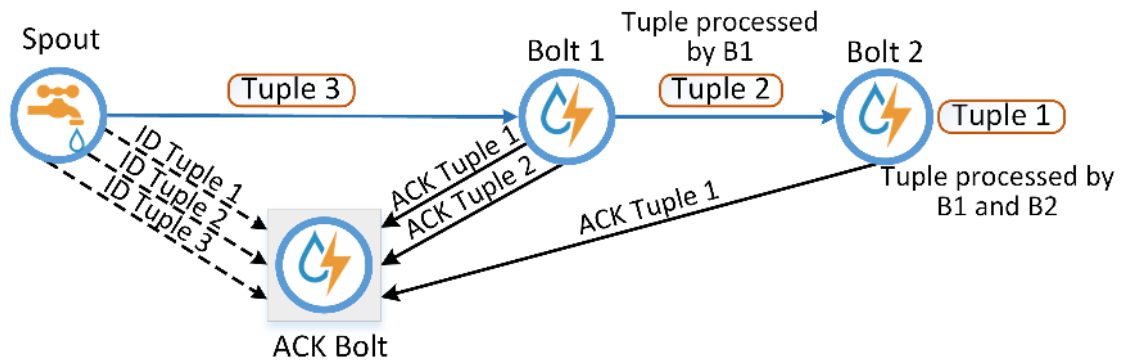 Spout
Tuple 3
Bolt 1
Tuple processed
by B1
Tuple 2
Bolt 2
Tuple 1
Tuple processed by
B1 and B2
ID Tuple 1
ID Tuple 2
ID Tuple 3
ACK Tuple 1
ACK Tuple 2
ACK Tuple 1
ACK Bolt